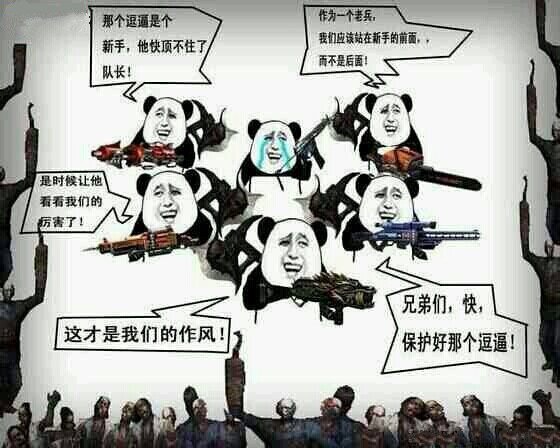 那个逗逼是个
新手，他快顶不住了
队长！
作为一个老兵，
我们应该站在新手的前面，，
而不是后面！
是时候让他
看看我们的
厉害了！
这才是我们的作风！
兄弟们，快，
保护好那个逗逼！